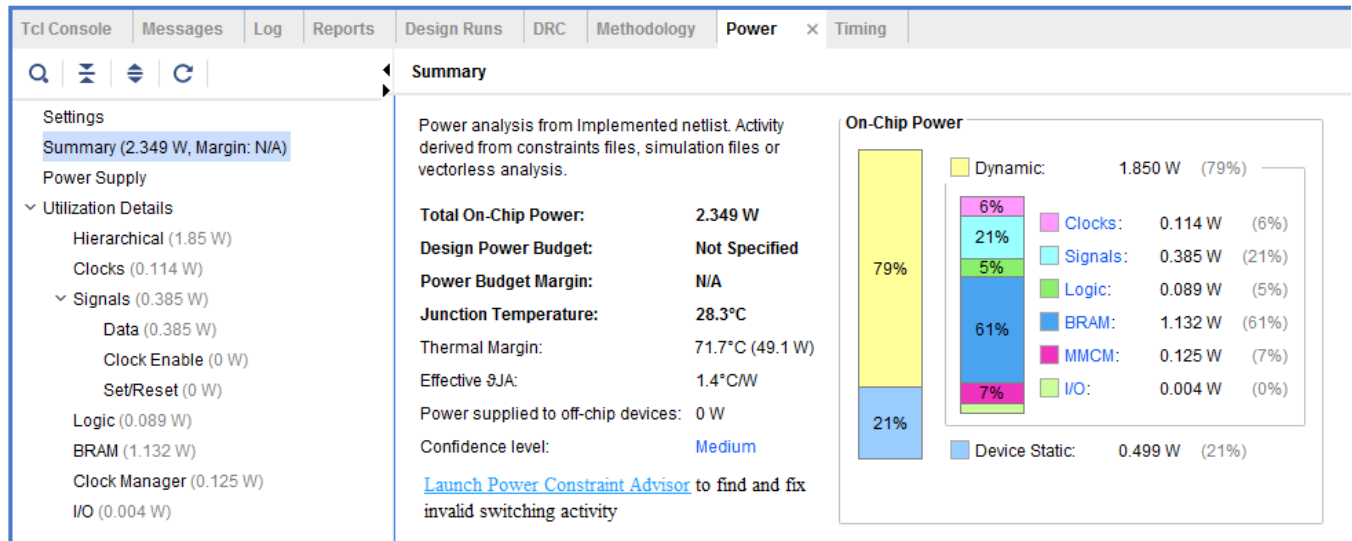 Tcl Console Messages Log Reports Design Runs DRC Methodology Power × Timing
Summary
Settings
Summary (2.349 W, Margin: N/A)
Power Supply
Utilization Details
Hierarchical (1.85 W)
Clocks (0.114 W)
Signals (0.385 W)
Data (0.385 W)
Clock Enable (0 W)
Set/Reset (0 W)
Logic (0.089 W)
BRAM (1.132 W)
Clock Manager (0.125 W)
I/O (0.004 W)
Power analysis from Implemented netlist. Activity
derived from constraints files, simulation files or
vectorless analysis.
Total On-Chip Power: 2.349 W
Design Power Budget: Not Specified
Power Budget Margin: N/A
Junction Temperature: 28.3°C
Thermal Margin: 71.7°C (49.1 W)
Effective ϑJA: 1.4°C/W
Power supplied to off-chip devices: 0 W
Confidence level: Medium
Launch Power Constraint Advisor to find and fix
invalid switching activity
On-Chip Power
79%
21%
Dynamic: 1.850 W (79%)
6%
21%
5%
61%
7%
Clocks: 0.114 W (6%)
Signals: 0.385 W (21%)
Logic: 0.089 W (5%)
BRAM: 1.132 W (61%)
MMCM: 0.125 W (7%)
I/O: 0.004 W (0%)
Device Static: 0.499 W (21%)